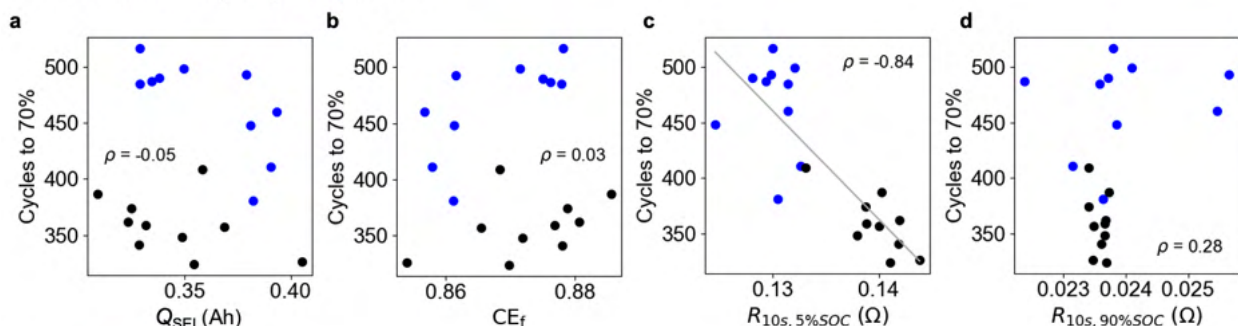 a b c d
Cycles to 70%
500
450
400
350
ρ = -0.05
0.35 0.40
Q_SEI (Ah)
Cycles to 70%
500
450
400
350
ρ = 0.03
0.86 0.88
CE_f
Cycles to 70%
500
450
400
350
ρ = -0.84
0.13 0.14
R_10s, 5%SOC (Ω)
Cycles to 70%
500
450
400
350
ρ = 0.28
0.023 0.024 0.025
R_10s, 90%SOC (Ω)